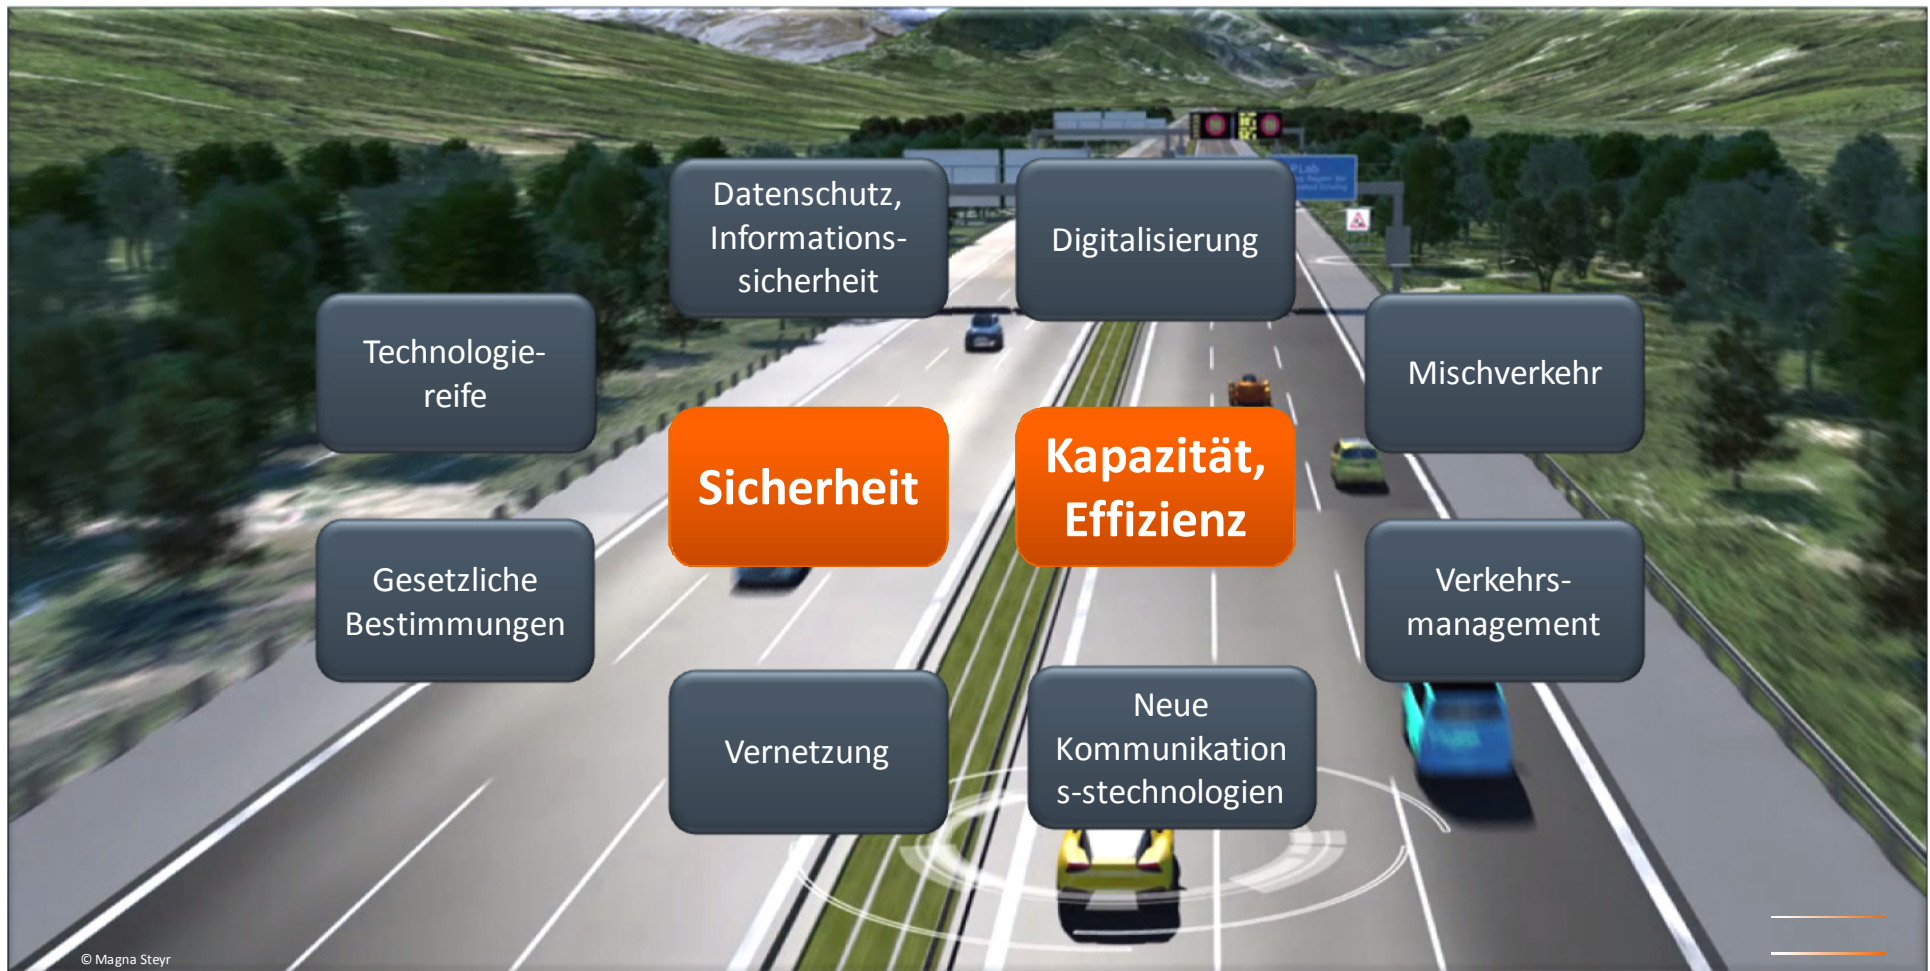 Datenschutz,
Informations-
sicherheit
Digitalisierung
Technologie-
reife
Mischverkehr
Sicherheit
Kapazität,
Effizienz
Gesetzliche
Bestimmungen
Verkehrs-
management
Vernetzung
Neue
Kommunikation
s-stechnologien
© Magna Steyr